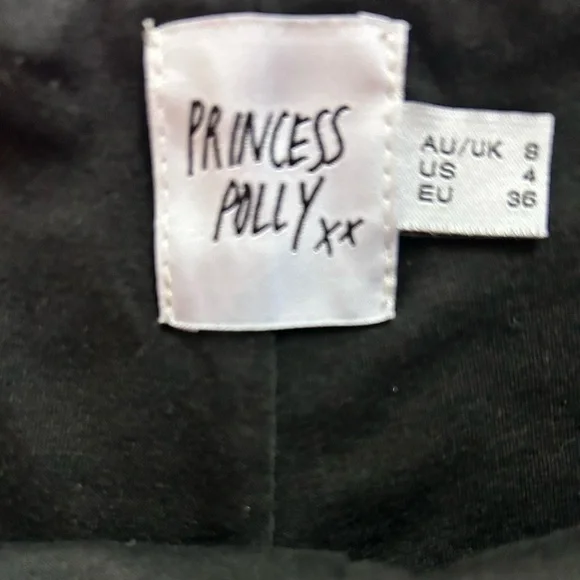 PRINCESS
POLLY xx
AU/UK 8
US 4
EU 36